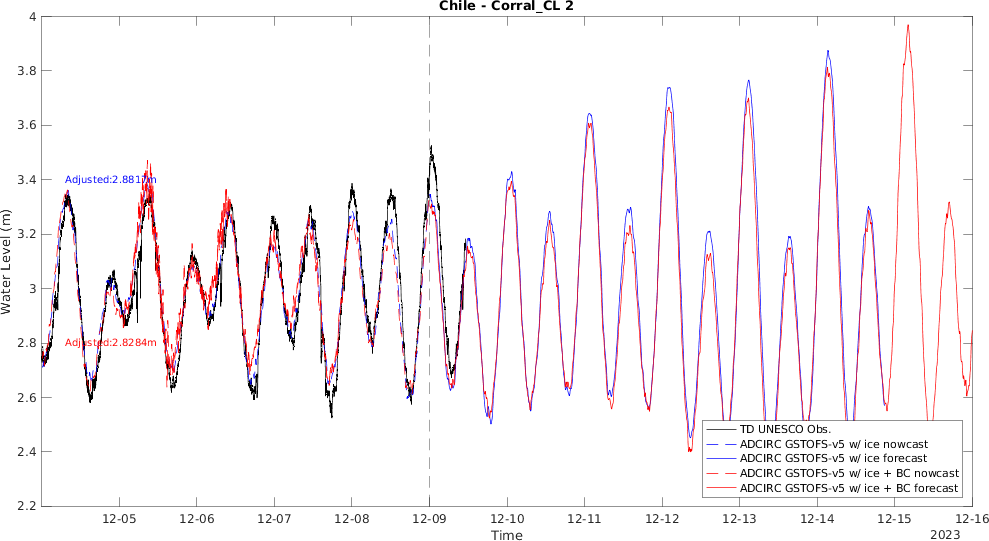 Chile - Corral_CL 2
Water Level (m)
4
3.8
3.6
3.4
3.2
3
2.8
2.6
2.4
2.2
Adjusted:2.8817m
Adjusted:2.8284m
TD UNESCO Obs.
ADCIRC GSTOFS-v5 w/ ice nowcast
ADCIRC GSTOFS-v5 w/ ice forecast
ADCIRC GSTOFS-v5 w/ ice + BC nowcast
ADCIRC GSTOFS-v5 w/ ice + BC forecast
12-05 12-06 12-07 12-08 12-09 12-10 12-11 12-12 12-13 12-14 12-15 12-16
Time
2023